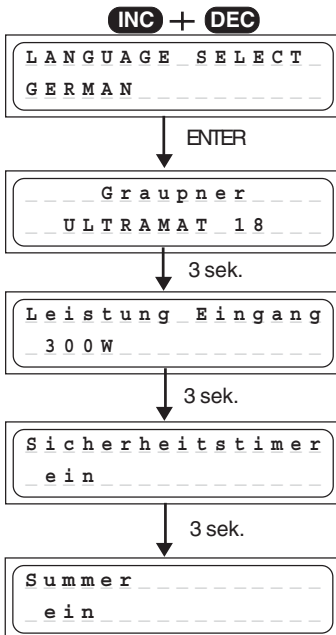 INC + DEC
LANGUAGE SELECT
GERMAN
ENTER
Graupner
ULTRAMAT 18
3 sek.
Leistung Eingang
300W
3 sek.
Sicherheitstimer
ein
3 sek.
Summer
ein